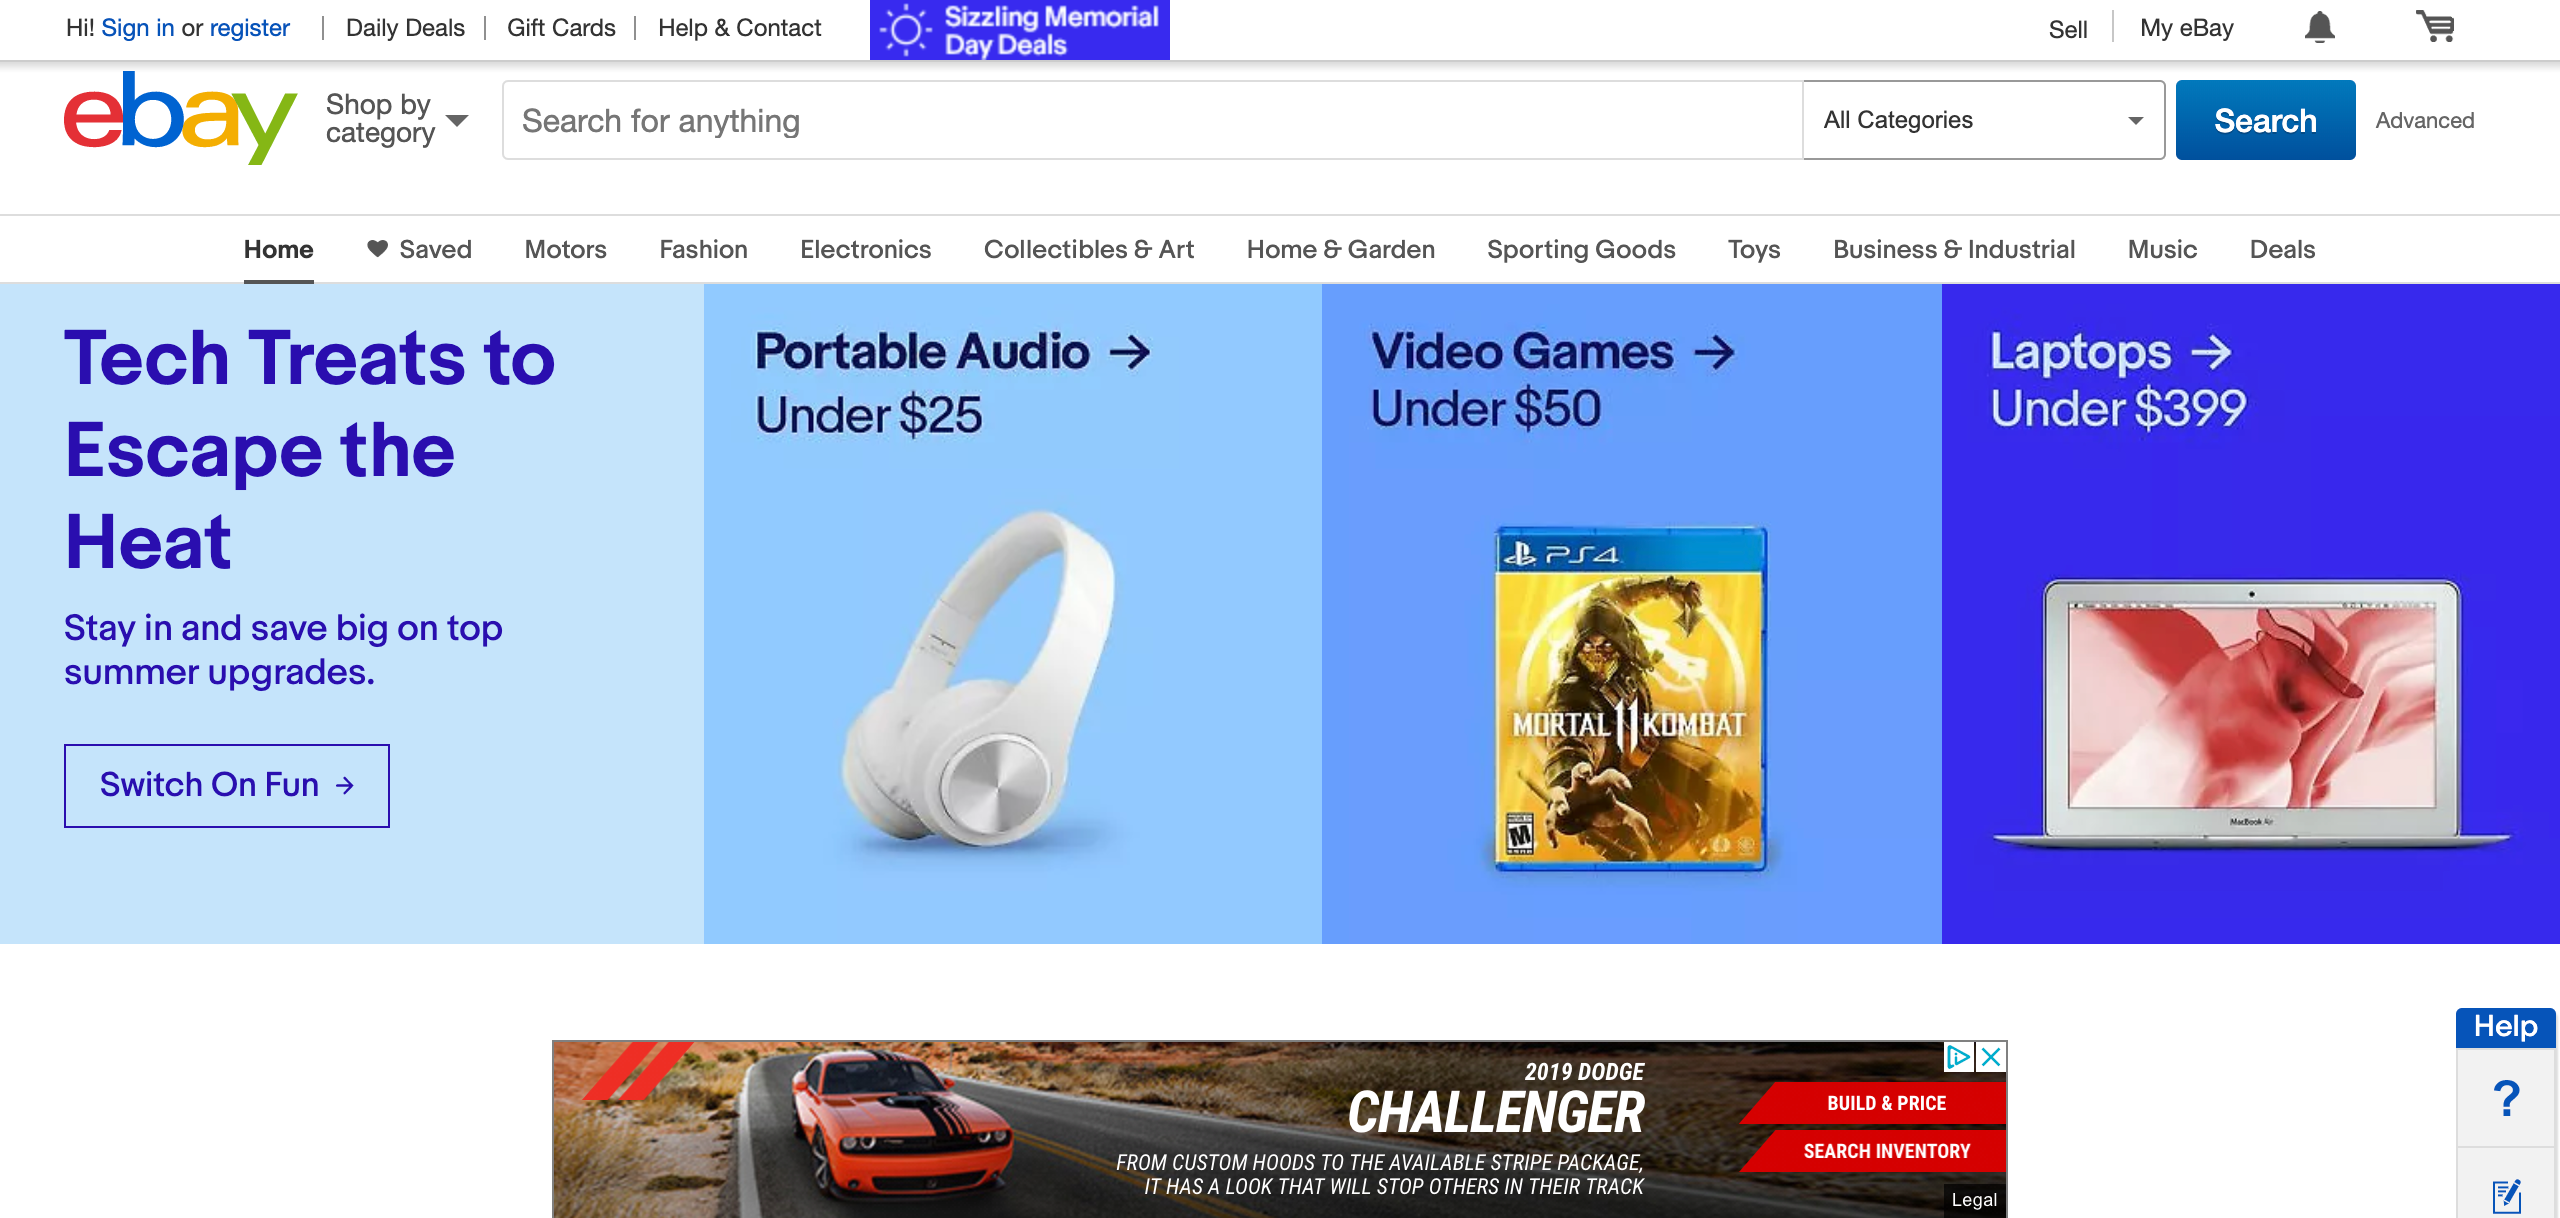 Hi! Sign in or register
Daily Deals
Gift Cards
Help & Contact
Sizzling Memorial
Day Deals
Sell
My eBay
ebay
Shop by
category
Search for anything
All Categories
Search
Advanced
Home
Saved
Motors
Fashion
Electronics
Collectibles & Art
Home & Garden
Sporting Goods
Toys
Business & Industrial
Music
Deals
Tech Treats to
Escape the
Heat
Stay in and save big on top
summer upgrades.
Switch On Fun →
Portable Audio →
Under $25
Video Games →
Under $50
PS4
MORTAL 11 KOMBAT
M
Laptops →
Under $399
MacBook Air
2019 DODGE
CHALLENGER
FROM CUSTOM HOODS TO THE AVAILABLE STRIPE PACKAGE,
IT HAS A LOOK THAT WILL STOP OTHERS IN THEIR TRACK
BUILD & PRICE
SEARCH INVENTORY
Legal
Help
?